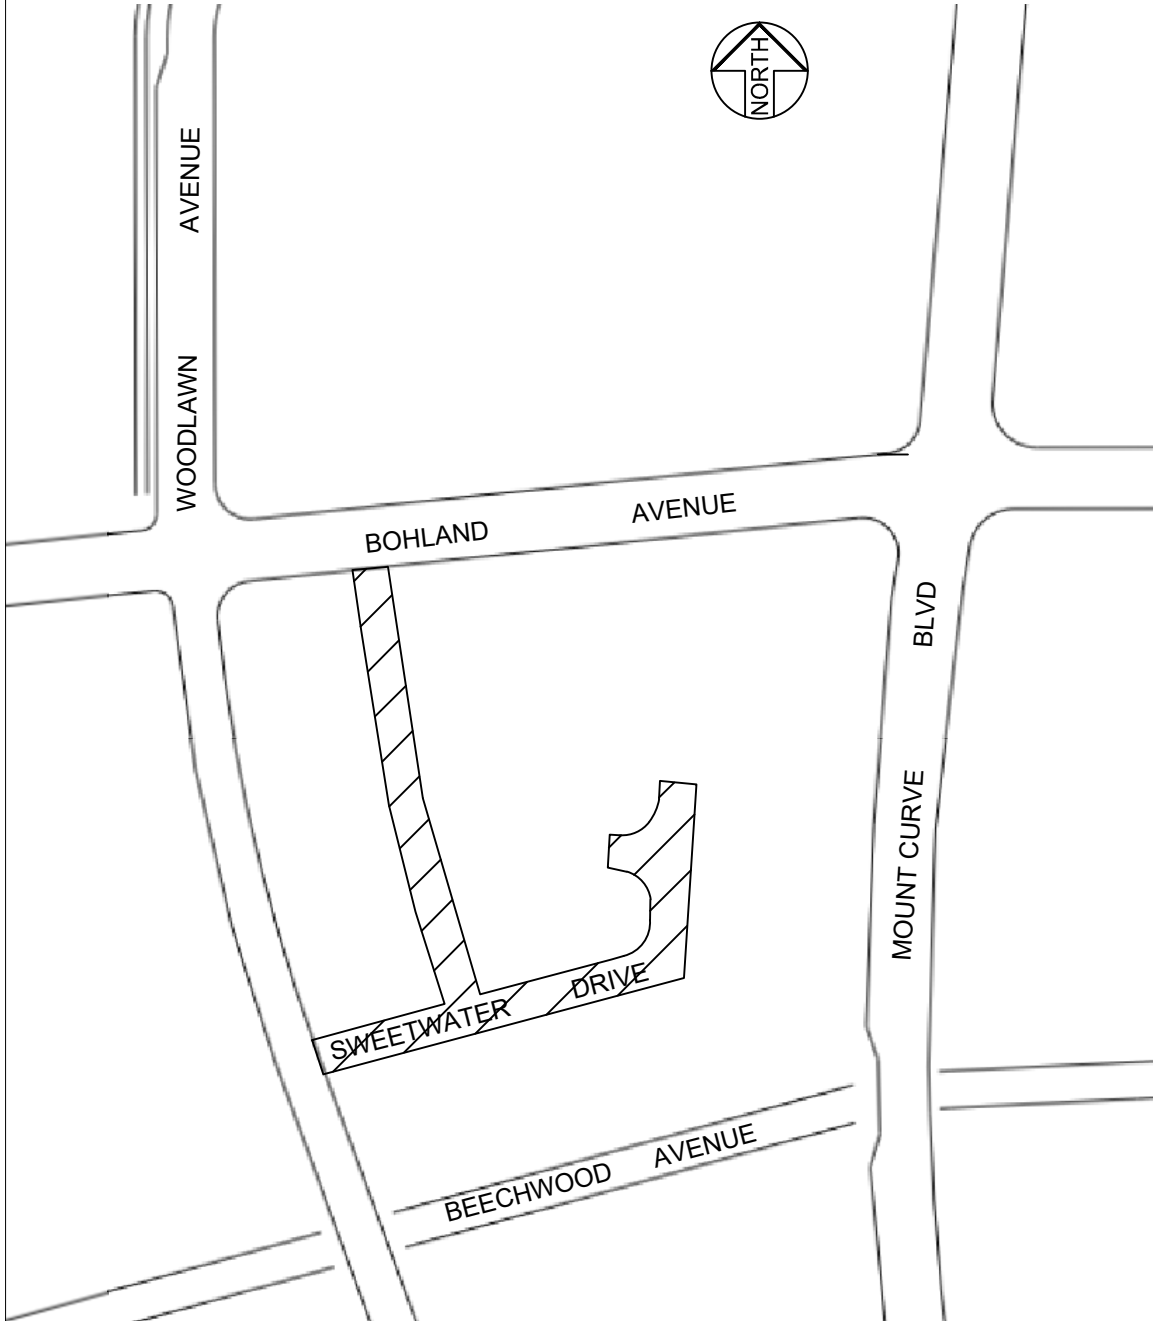 NORTH
WOODLAWN AVENUE
BOHLAND AVENUE
MOUNT CURVE BLVD
SWEETWATER DRIVE
BEECHWOOD AVENUE